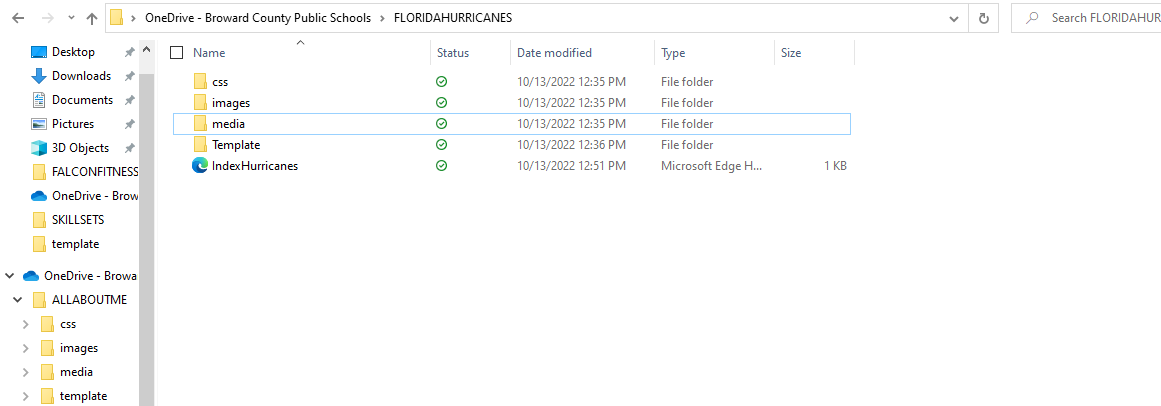 OneDrive - Broward County Public Schools > FLORIDAHURRICANES
Search FLORIDAHUR
Name Status Date modified Type Size
css 10/13/2022 12:35 PM File folder
images 10/13/2022 12:35 PM File folder
media 10/13/2022 12:35 PM File folder
Template 10/13/2022 12:36 PM File folder
IndexHurricanes 10/13/2022 12:51 PM Microsoft Edge H... 1 KB
Desktop
Downloads
Documents
Pictures
3D Objects
FALCONFITNESS
OneDrive - Brow
SKILLSETS
template
OneDrive - Browa
ALLABOUTME
css
images
media
template